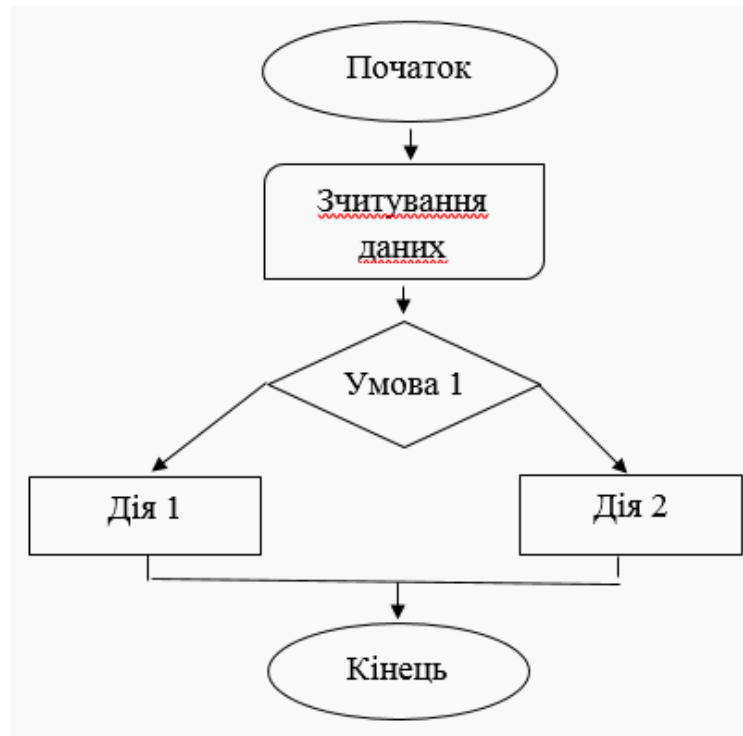 Початок
Зчитування
даних
Умова 1
Дія 1
Дія 2
Кінець